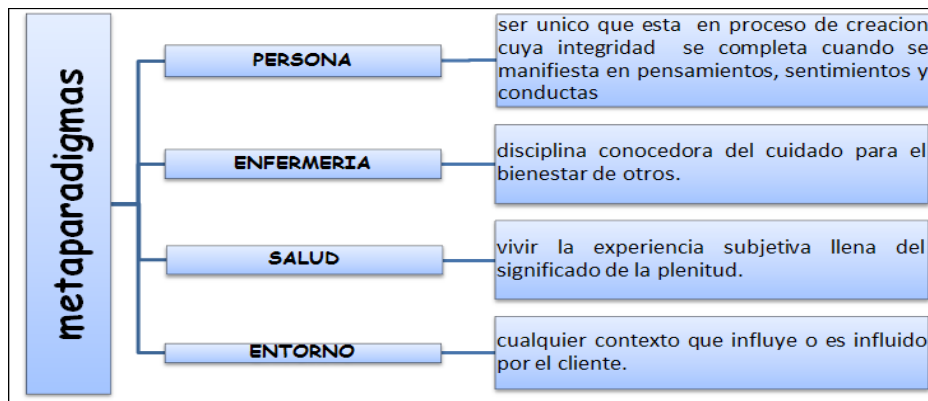 metaparadigmas
PERSONA
ser unico que esta en proceso de creacion
cuya integridad se completa cuando se
manifiesta en pensamientos, sentimientos y
conductas
ENFERMERIA
disciplina conocedora del cuidado para el
bienestar de otros.
SALUD
vivir la experiencia subjetiva llena del
significado de la plenitud.
ENTORNO
cualquier contexto que influye o es influido
por el cliente.